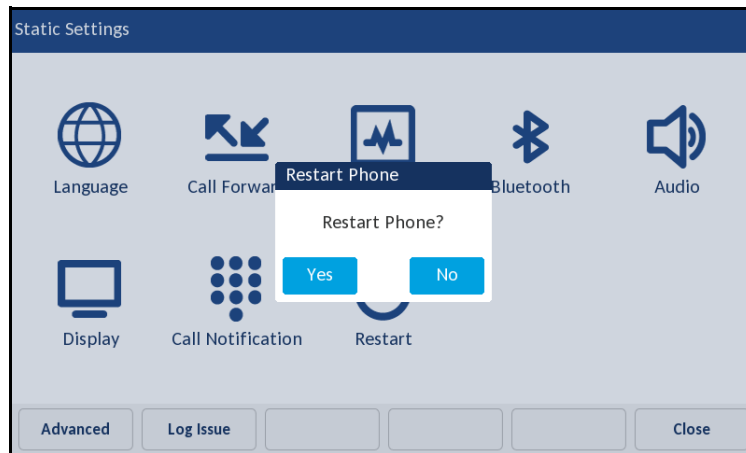 Static Settings
Language
Call Forwar
Bluetooth
Audio
Restart Phone
Restart Phone?
Yes
No
Display
Call Notification
Restart
Advanced
Log Issue
Close